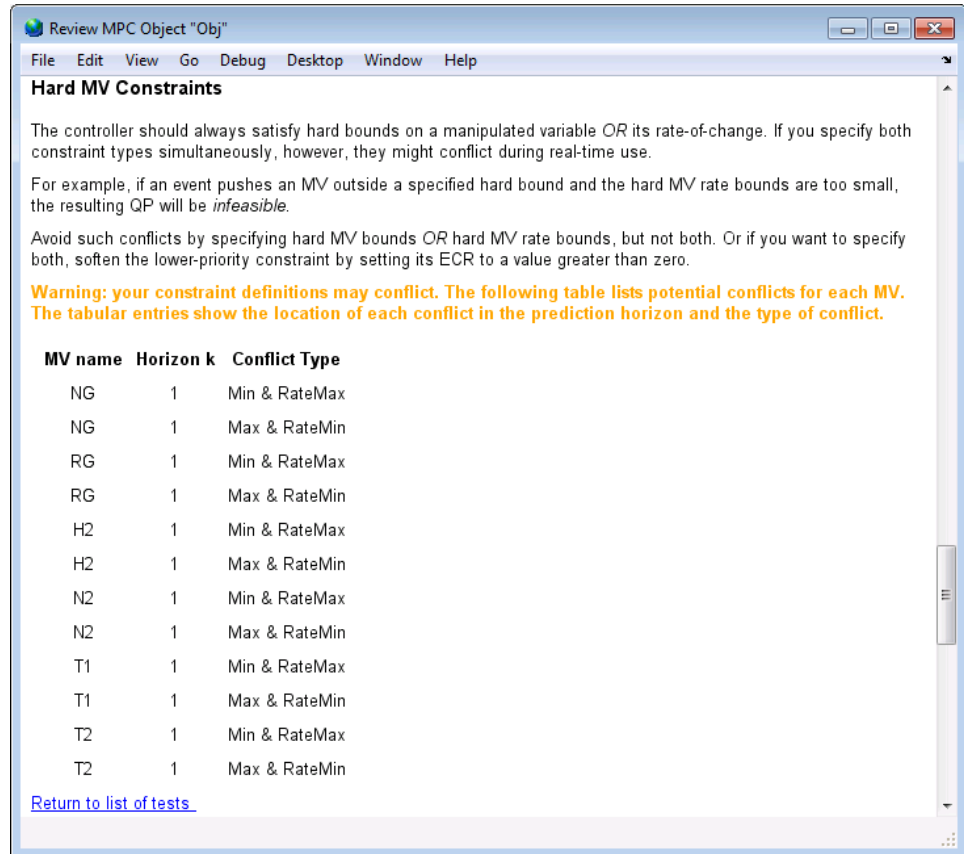 Review MPC Object "Obj"
File Edit View Go Debug Desktop Window Help
Hard MV Constraints
The controller should always satisfy hard bounds on a manipulated variable OR its rate-of-change. If you specify both
constraint types simultaneously, however, they might conflict during real-time use.
For example, if an event pushes an MV outside a specified hard bound and the hard MV rate bounds are too small,
the resulting QP will be infeasible.
Avoid such conflicts by specifying hard MV bounds OR hard MV rate bounds, but not both. Or if you want to specify
both, soften the lower-priority constraint by setting its ECR to a value greater than zero.
Warning: your constraint definitions may conflict. The following table lists potential conflicts for each MV.
The tabular entries show the location of each conflict in the prediction horizon and the type of conflict.
MV name Horizon k Conflict Type
NG 1 Min & RateMax
NG 1 Max & RateMin
RG 1 Min & RateMax
RG 1 Max & RateMin
H2 1 Min & RateMax
H2 1 Max & RateMin
N2 1 Min & RateMax
N2 1 Max & RateMin
T1 1 Min & RateMax
T1 1 Max & RateMin
T2 1 Min & RateMax
T2 1 Max & RateMin
Return to list of tests